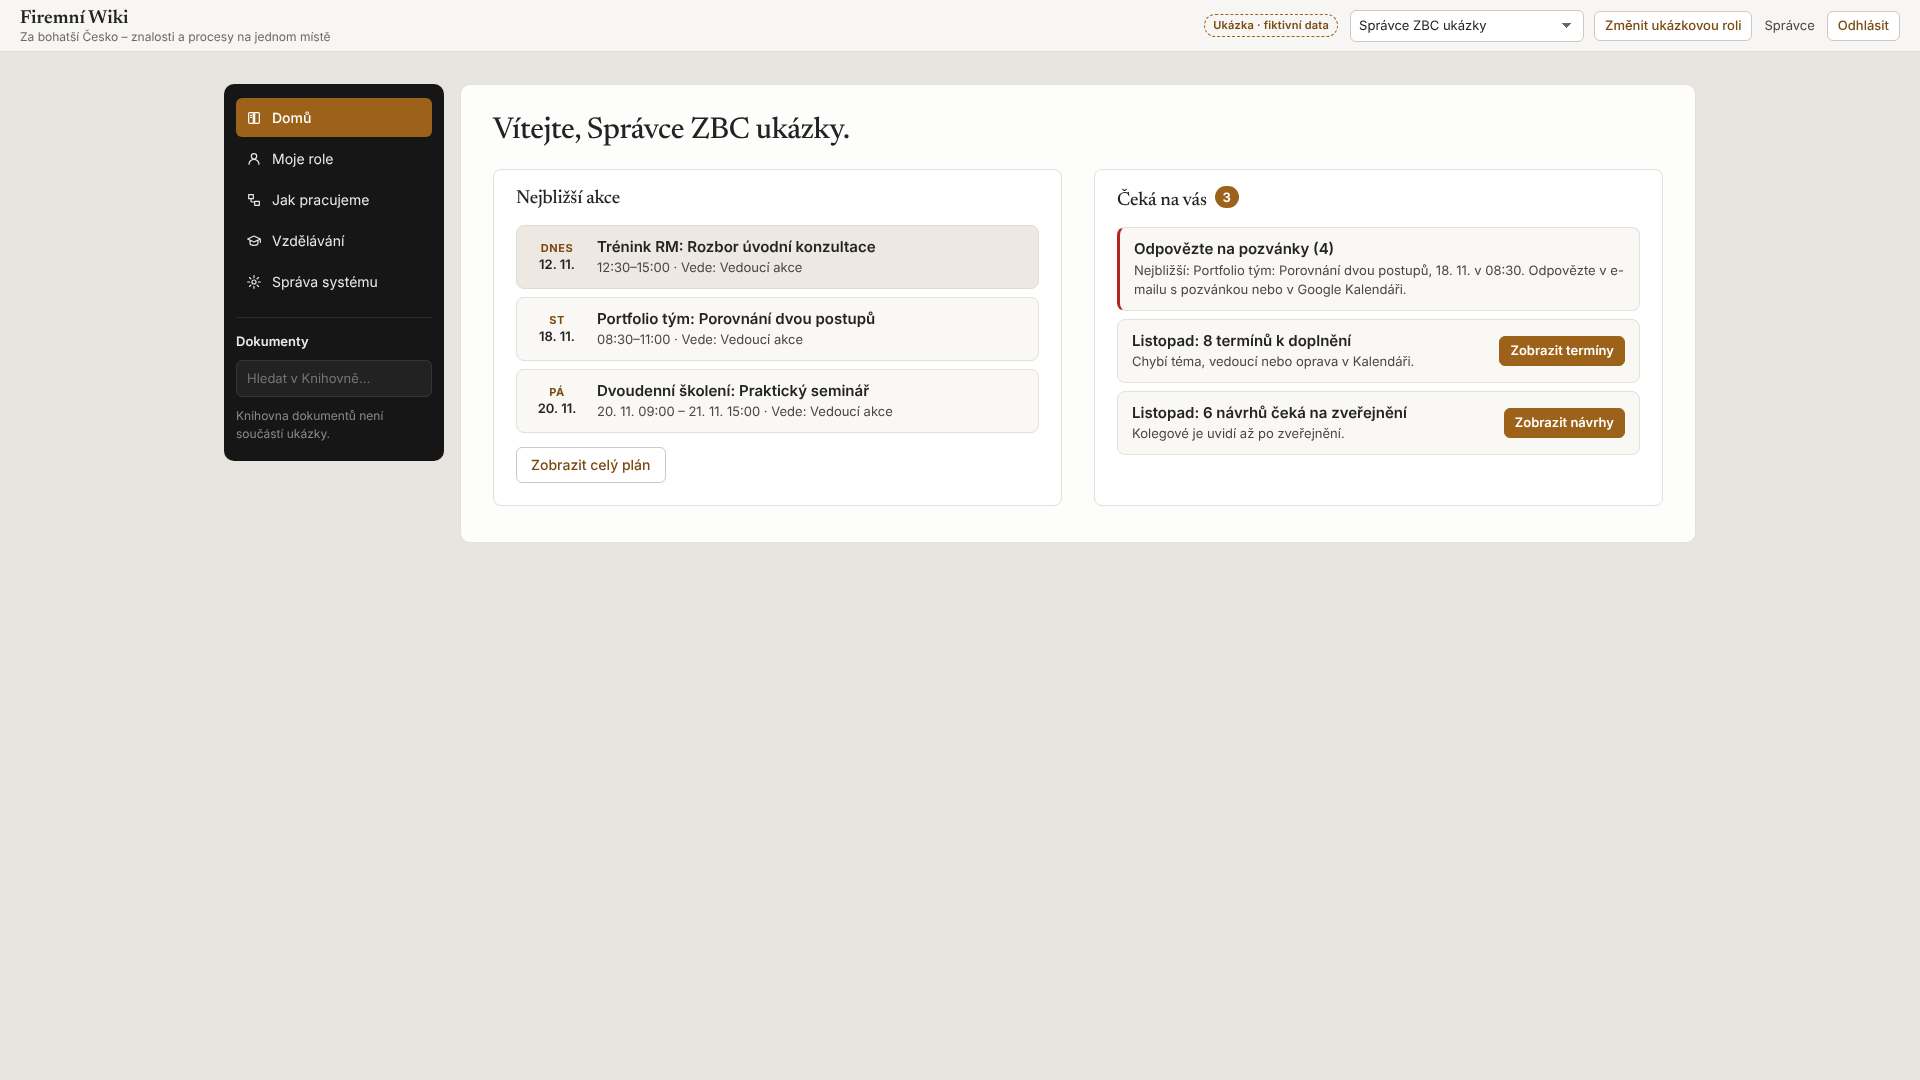 Firemní Wiki
Za bohatší Česko – znalosti a procesy na jednom místě
Ukázka · fiktivní data
Správce ZBC ukázky
Změnit ukázkovou roli
Správce
Odhlásit
Domů
Moje role
Jak pracujeme
Vzdělávání
Správa systému
Dokumenty
Hledat v Knihovně...
Knihovna dokumentů není
součástí ukázky.
Vítejte, Správce ZBC ukázky.
Nejbližší akce
DNES
12. 11.
Trénink RM: Rozbor úvodní konzultace
12:30–15:00 · Vede: Vedoucí akce
ST
18. 11.
Portfolio tým: Porovnání dvou postupů
08:30–11:00 · Vede: Vedoucí akce
PÁ
20. 11.
Dvoudenní školení: Praktický seminář
20. 11. 09:00 – 21. 11. 15:00 · Vede: Vedoucí akce
Zobrazit celý plán
Čeká na vás 3
Odpovězte na pozvánky (4)
Nejbližší: Portfolio tým: Porovnání dvou postupů, 18. 11. v 08:30. Odpovězte v e-
mailu s pozvánkou nebo v Google Kalendáři.
Listopad: 8 termínů k doplnění
Chybí téma, vedoucí nebo oprava v Kalendáři.
Zobrazit termíny
Listopad: 6 návrhů čeká na zveřejnění
Kolegové je uvidí až po zveřejnění.
Zobrazit návrhy